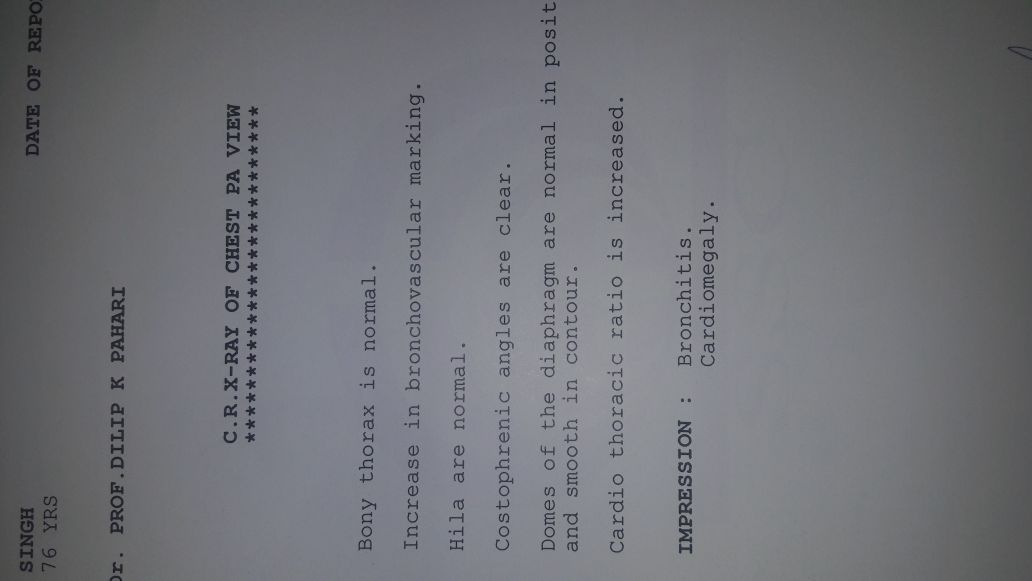 SINGH
76 YRS
DATE OF
Dr. PROF.DILIP K PAHARI
C.R.X-RAY OF CHEST PA VIEW
*******************************
Bony thorax is normal.
Increase in bronchovascular marking.
Hila are normal.
Costophrenic angles are clear.
Domes of the diaphragm are normal in posit
and smooth in contour.
Cardio thoracic ratio is increased.
IMPRESSION : Bronchitis.
Cardiomegaly.